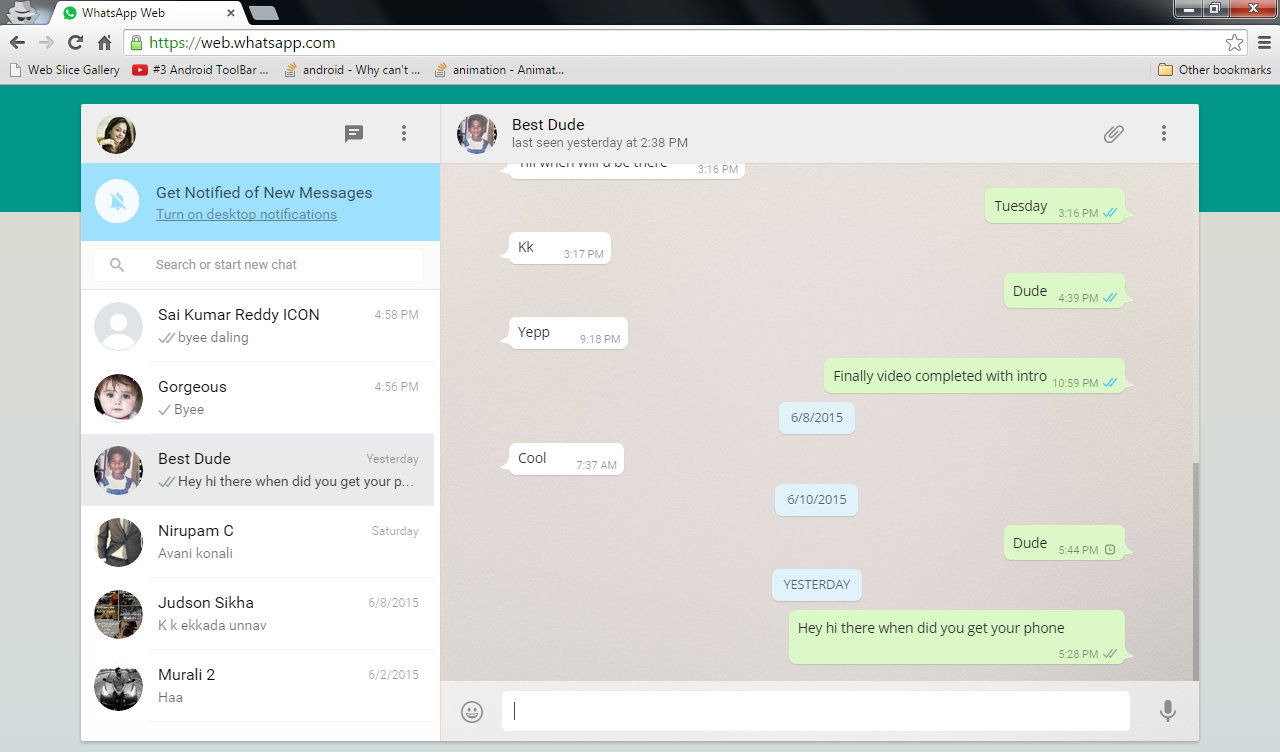 WhatsApp Web
https://web.whatsapp.com
Web Slice Gallery
#3 Android ToolBar ...
android - Why can't ...
animation - Animat...
Other bookmarks
Get Notified of New Messages
Turn on desktop notifications
Search or start new chat
Sai Kumar Reddy ICON 4:58 PM
byee daling
Gorgeous 4:56 PM
Byee
Best Dude Yesterday
Hey hi there when did you get your p...
Nirupam C Saturday
Avani konali
Judson Sikha 6/8/2015
K k ekkada unnav
Murali 2 6/2/2015
Haa
Best Dude
last seen yesterday at 2:38 PM
Till when will u be there 3:16 PM
Tuesday 3:16 PM
Kk 3:17 PM
Dude 4:39 PM
Yepp 9:18 PM
Finally video completed with intro 10:59 PM
6/8/2015
Cool 7:37 AM
6/10/2015
Dude 5:44 PM
YESTERDAY
Hey hi there when did you get your phone
5:28 PM